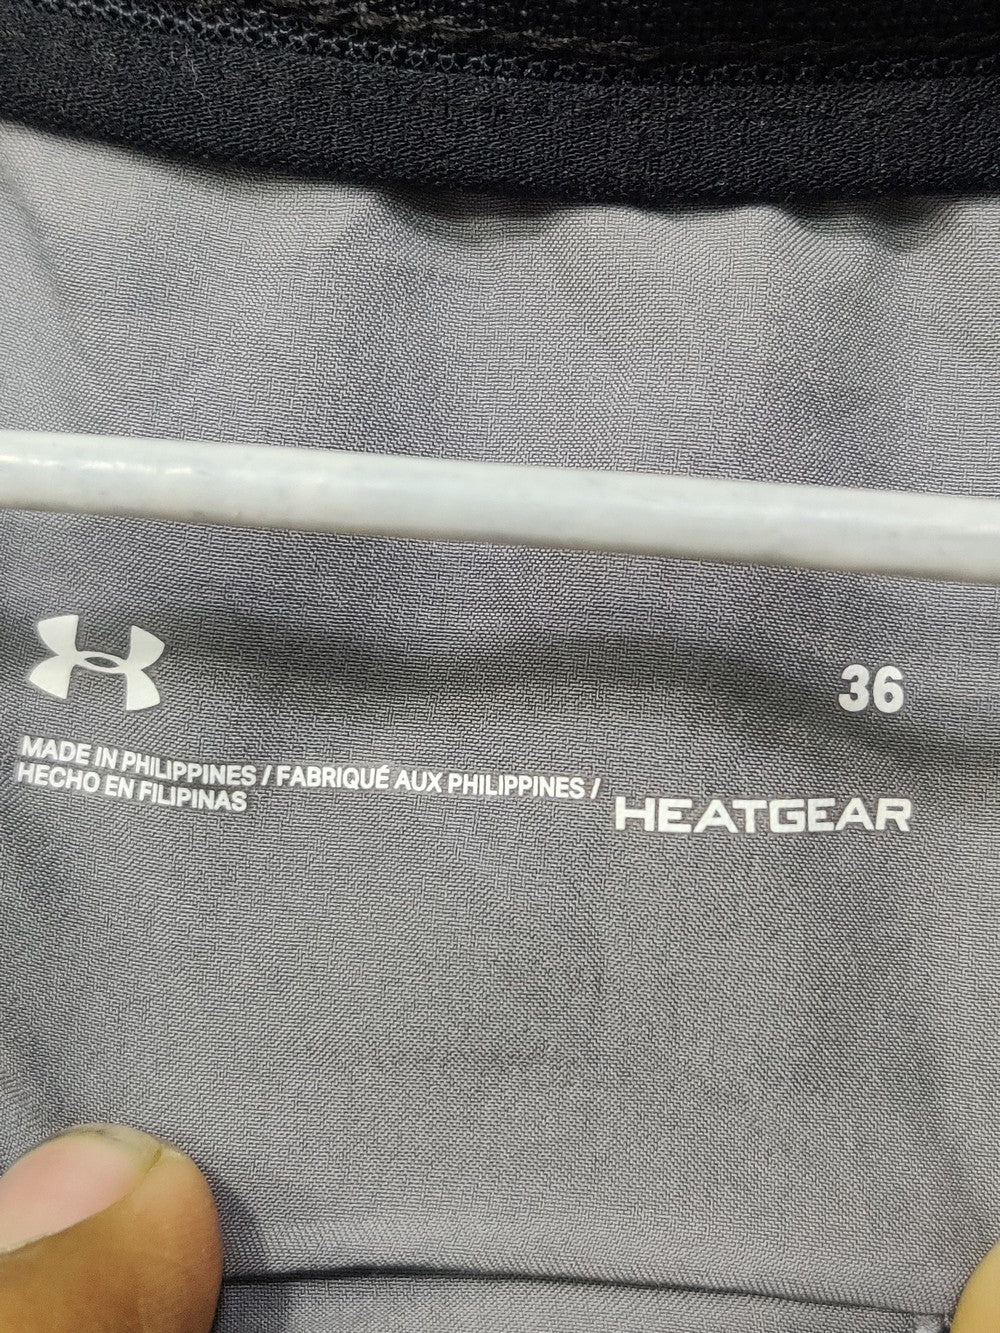 36
MADE IN PHILIPPINES / FABRIQUÉ AUX PHILIPPINES /
HECHO EN FILIPINAS
HEATGEAR